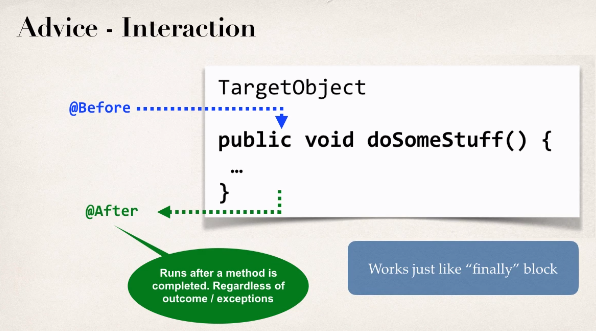 Advice - Interaction
TargetObject
@Before
public void doSomeStuff() {
…
}
@After
Runs after a method is
completed. Regardless of
outcome / exceptions
Works just like “finally” block